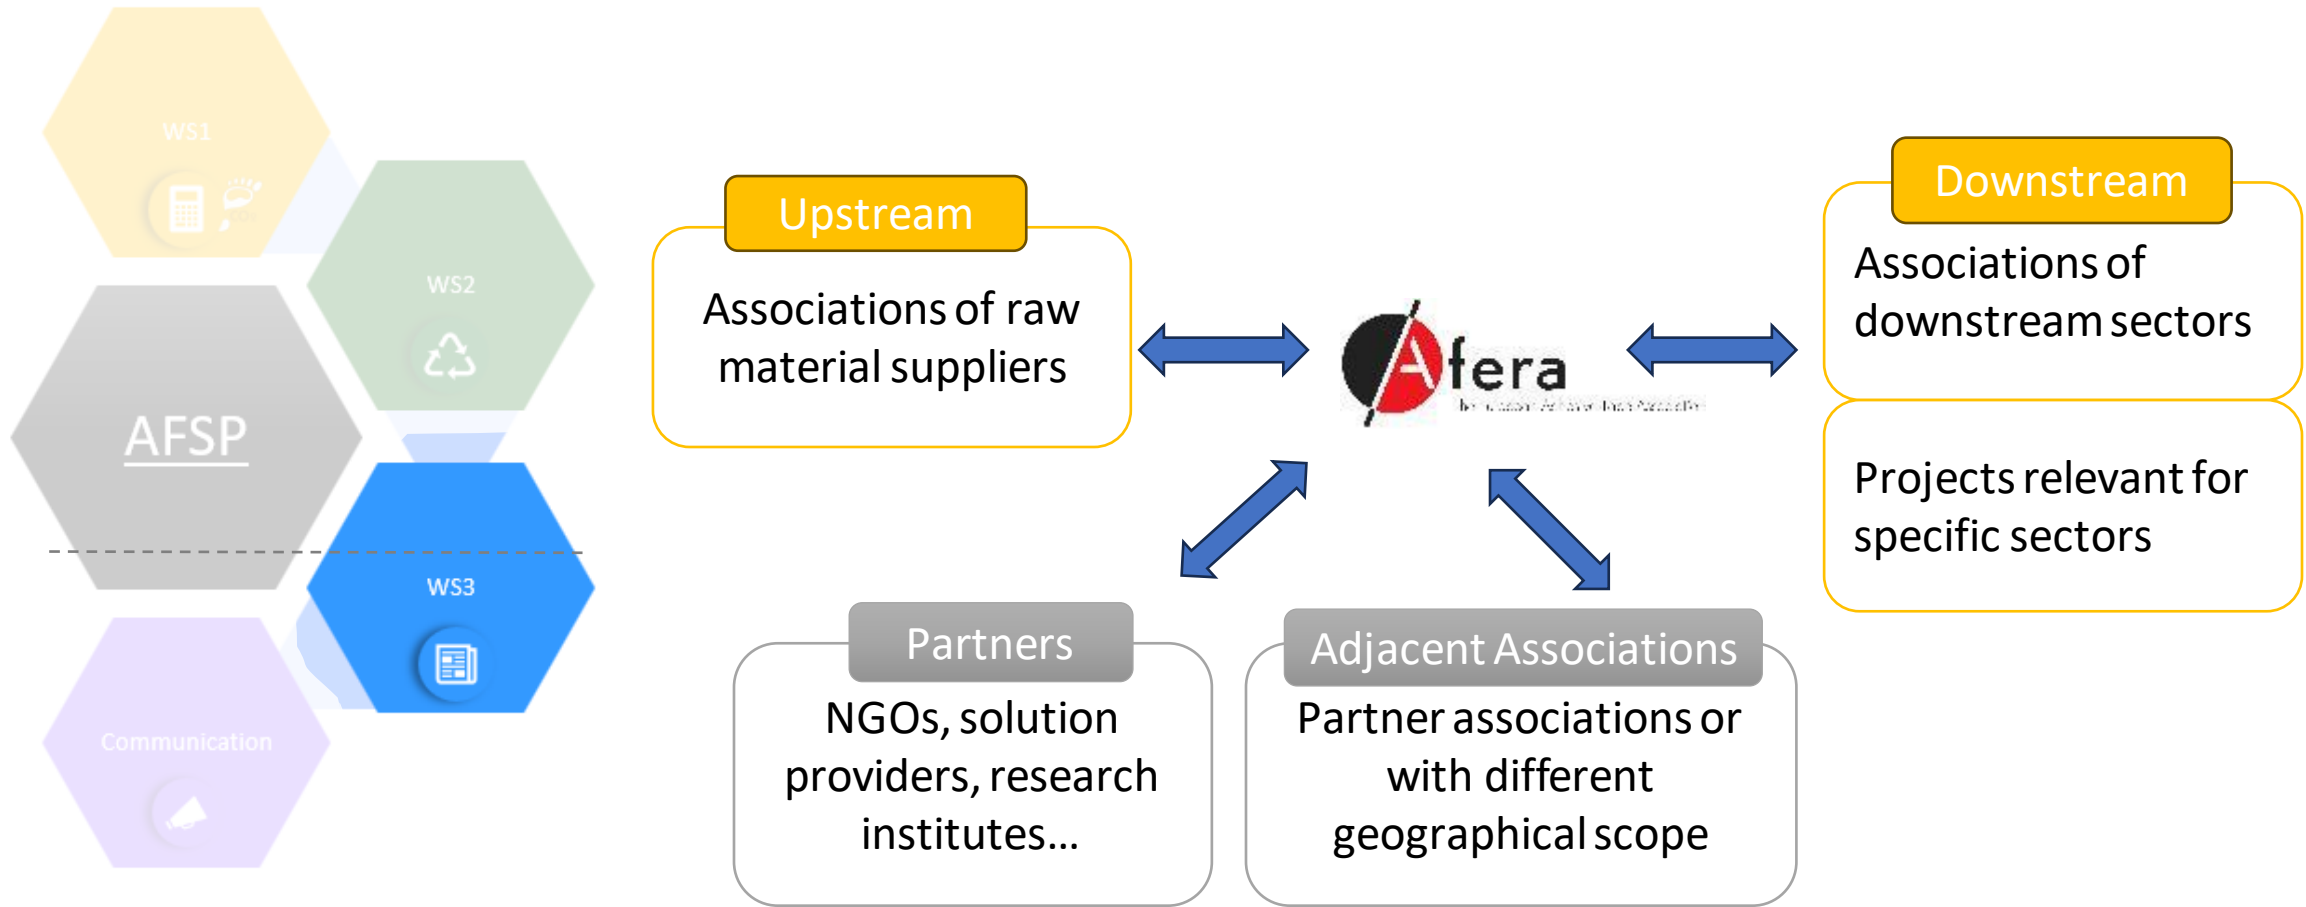 WS1
WS2
AFSP
WS3
Communication
Upstream
Associations of raw
material suppliers
Afera
Downstream
Associations of
downstream sectors
Projects relevant for
specific sectors
Partners
NGOs, solution
providers, research
institutes...
Adjacent Associations
Partner associations or
with different
geographical scope